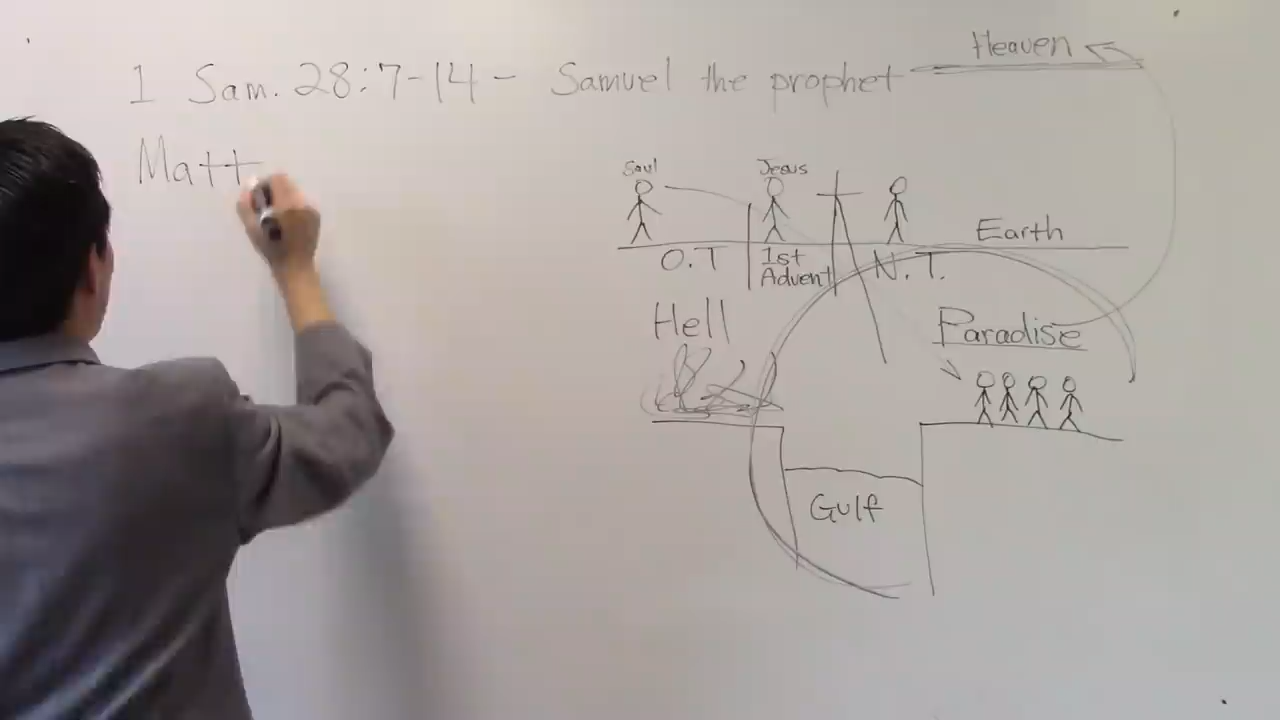 Heaven
1 Sam. 28:7-14 - Samuel the prophet
Matt
Saul
Jesus
Earth
O.T
1st
Advent
N.T.
Hell
Paradise
Gulf